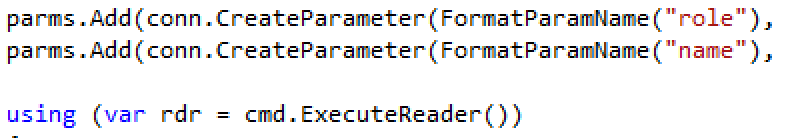 parms.Add(conn.CreateParameter(FormatParamName("role"),
parms.Add(conn.CreateParameter(FormatParamName("name"),
using (var rdr = cmd.ExecuteReader())